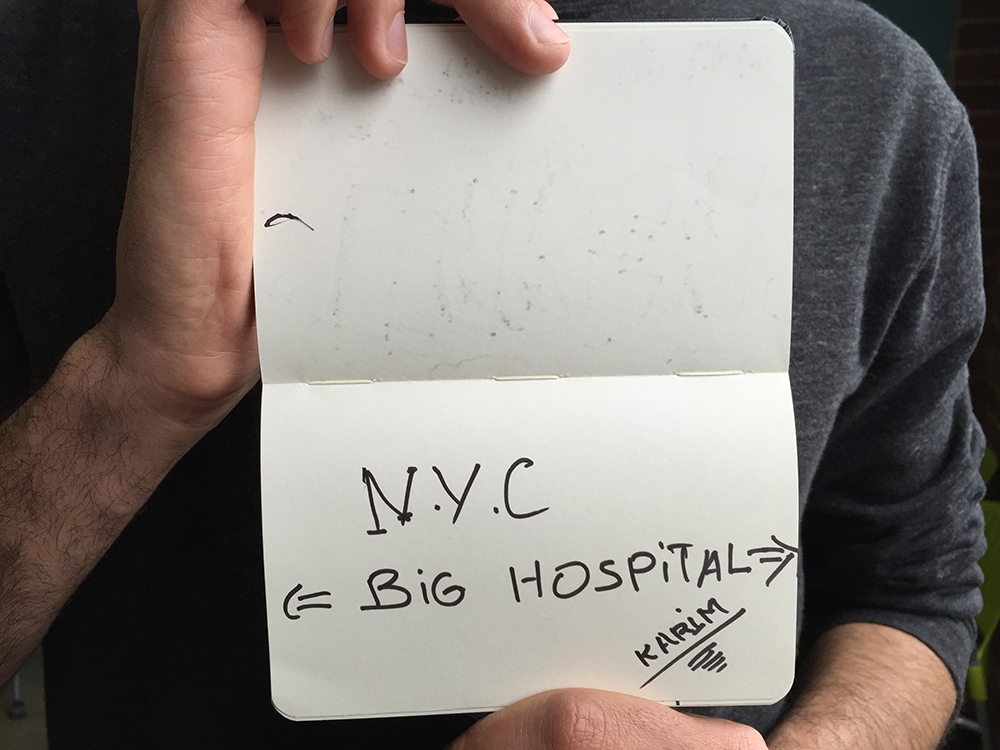 N.Y.C
⇐ BiG HOSPiTAL ⇒
KARiM